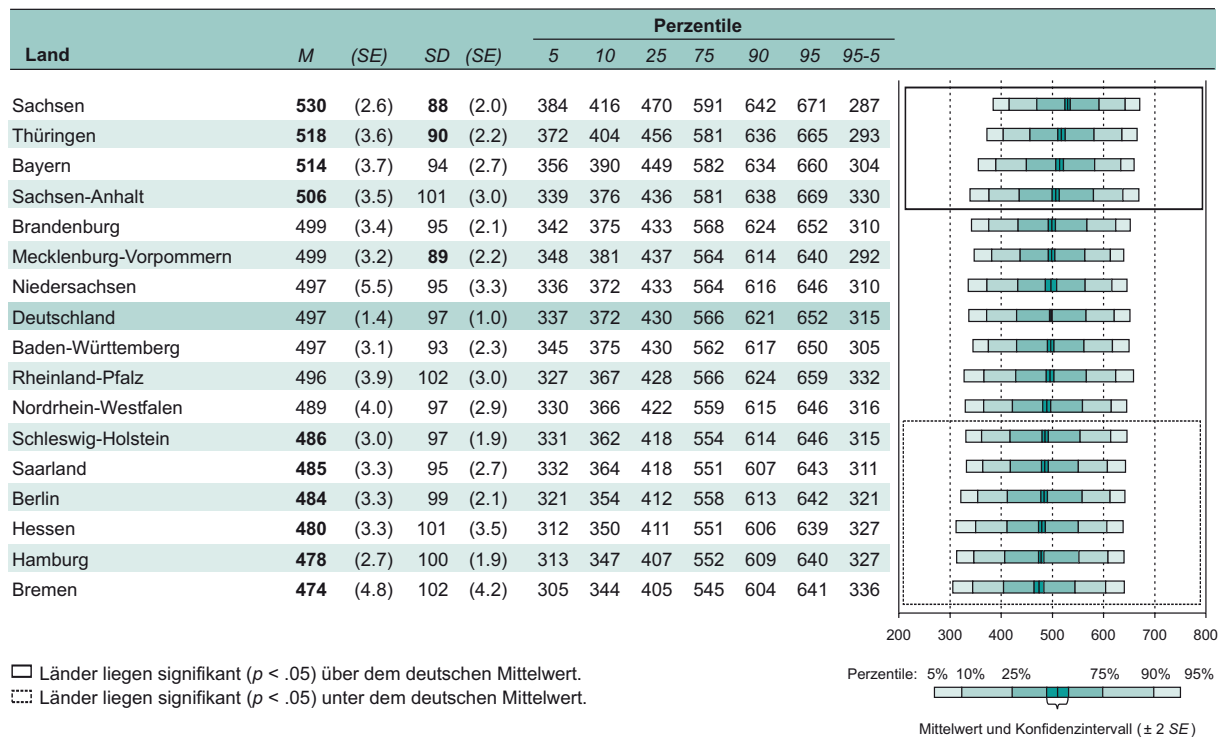 Perzentile
Land M (SE) SD (SE) 5 10 25 75 90 95 95-5
Sachsen 530 (2.6) 88 (2.0) 384 416 470 591 642 671 287
Thüringen 518 (3.6) 90 (2.2) 372 404 456 581 636 665 293
Bayern 514 (3.7) 94 (2.7) 356 390 449 582 634 660 304
Sachsen-Anhalt 506 (3.5) 101 (3.0) 339 376 436 581 638 669 330
Brandenburg 499 (3.4) 95 (2.1) 342 375 433 568 624 652 310
Mecklenburg-Vorpommern 499 (3.2) 89 (2.2) 348 381 437 564 614 640 292
Niedersachsen 497 (5.5) 95 (3.3) 336 372 433 564 616 646 310
Deutschland 497 (1.4) 97 (1.0) 337 372 430 566 621 652 315
Baden-Württemberg 497 (3.1) 93 (2.3) 345 375 430 562 617 650 305
Rheinland-Pfalz 496 (3.9) 102 (3.0) 327 367 428 566 624 659 332
Nordrhein-Westfalen 489 (4.0) 97 (2.9) 330 366 422 559 615 646 316
Schleswig-Holstein 486 (3.0) 97 (1.9) 331 362 418 554 614 646 315
Saarland 485 (3.3) 95 (2.7) 332 364 418 551 607 643 311
Berlin 484 (3.3) 99 (2.1) 321 354 412 558 613 642 321
Hessen 480 (3.3) 101 (3.5) 312 350 411 551 606 639 327
Hamburg 478 (2.7) 100 (1.9) 313 347 407 552 609 640 327
Bremen 474 (4.8) 102 (4.2) 305 344 405 545 604 641 336
200 300 400 500 600 700 800
Länder liegen signifikant (p < .05) über dem deutschen Mittelwert.
Länder liegen signifikant (p < .05) unter dem deutschen Mittelwert.
Perzentile: 5% 10% 25% 75% 90% 95%
Mittelwert und Konfidenzintervall (± 2 SE)